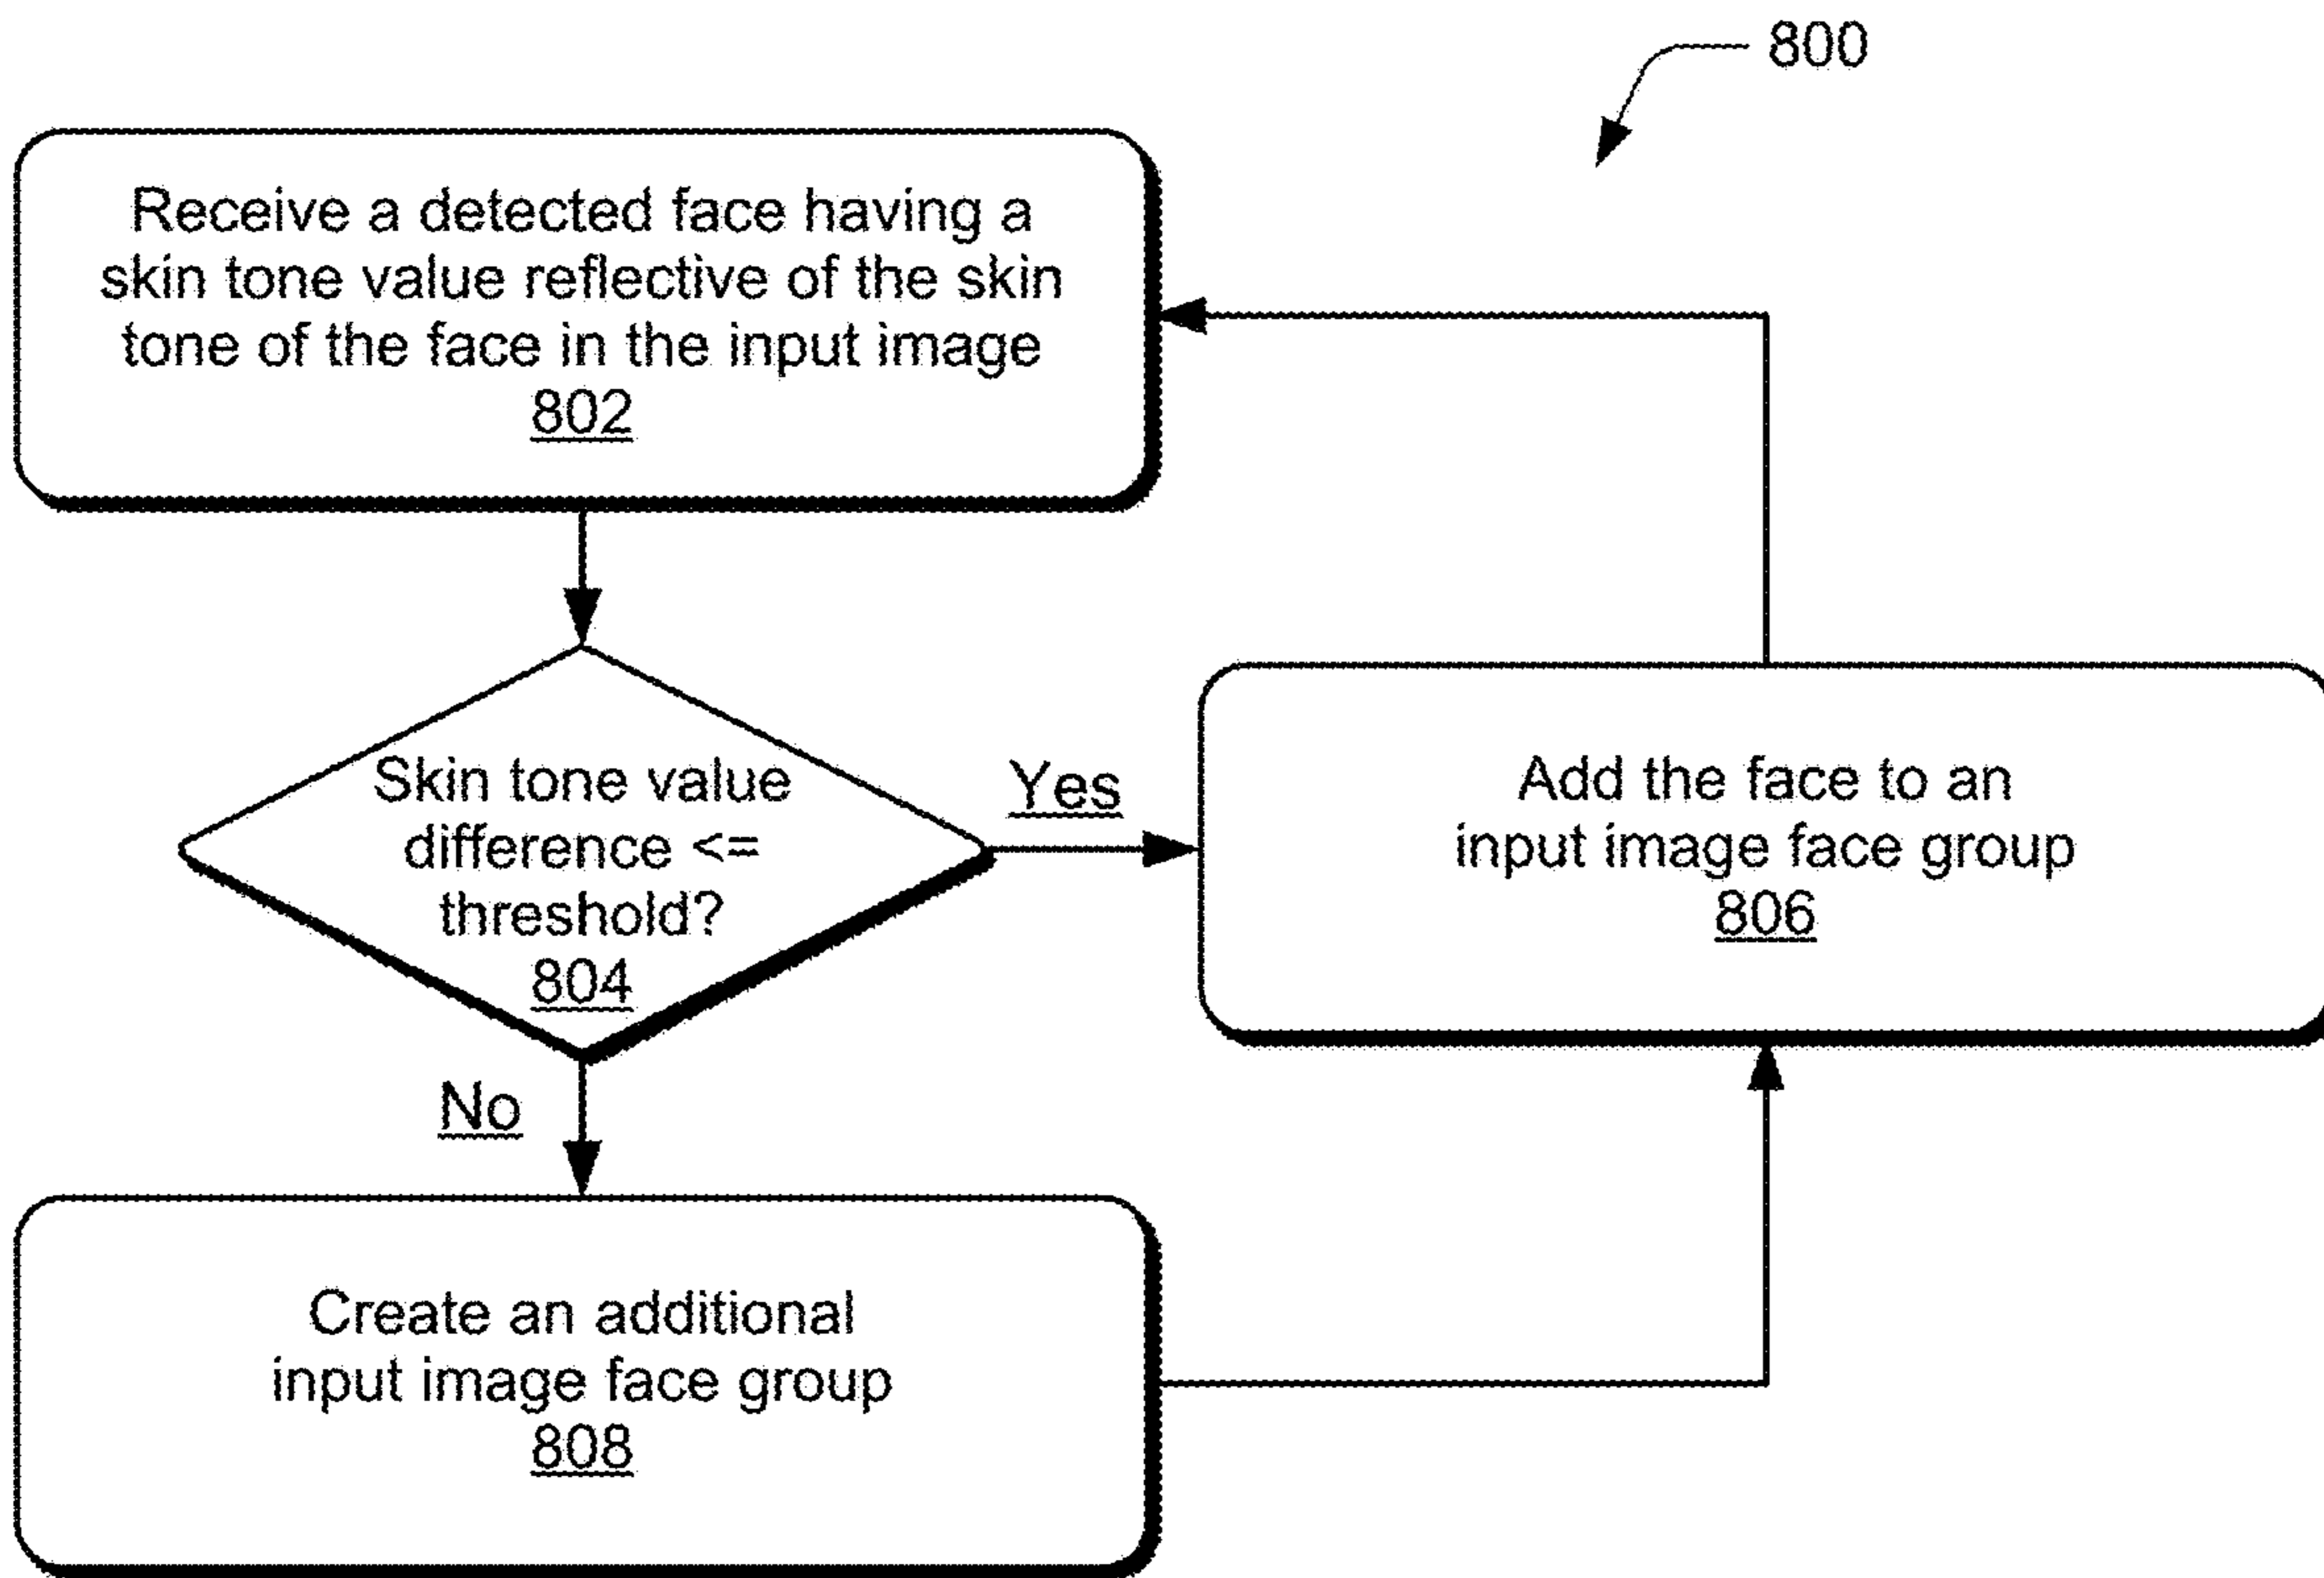 800
Receive a detected face having a
skin tone value reflective of the skin
tone of the face in the input image
802
Skin tone value
difference <=
threshold?
804
Yes
Add the face to an
input image face group
806
No
Create an additional
input image face group
808